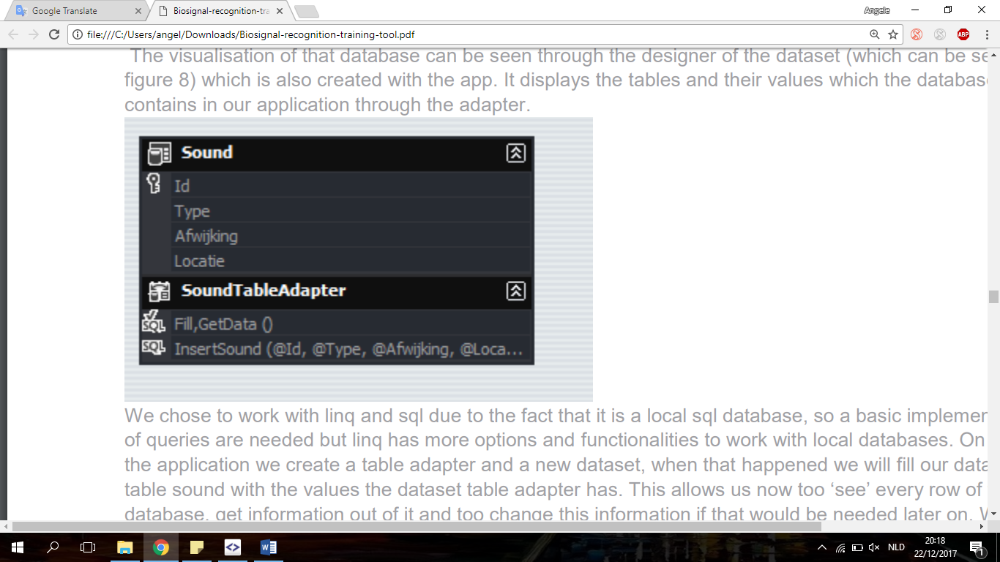 Google Translate
Biosignal-recognition-tra
Angele
file:///C:/Users/angel/Downloads/Biosignal-recognition-training-tool.pdf
ABP
The visualisation of that database can be seen through the designer of the dataset (which can be se
figure 8) which is also created with the app. It displays the tables and their values which the databas
contains in our application through the adapter.
Sound
Id
Type
Afwijking
Locatie
SoundTableAdapter
SQL Fill,GetData ()
SQL InsertSound (@Id, @Type, @Afwijking, @Loca...
We chose to work with linq and sql due to the fact that it is a local sql database, so a basic implemer
of queries are needed but linq has more options and functionalities to work with local databases. On
the application we create a table adapter and a new dataset, when that happened we will fill our data
table sound with the values the dataset table adapter has. This allows us now too ‘see’ every row of
database, get information out of it and too change this information if that would be needed later on. W
NLD
20:18
22/12/2017
1